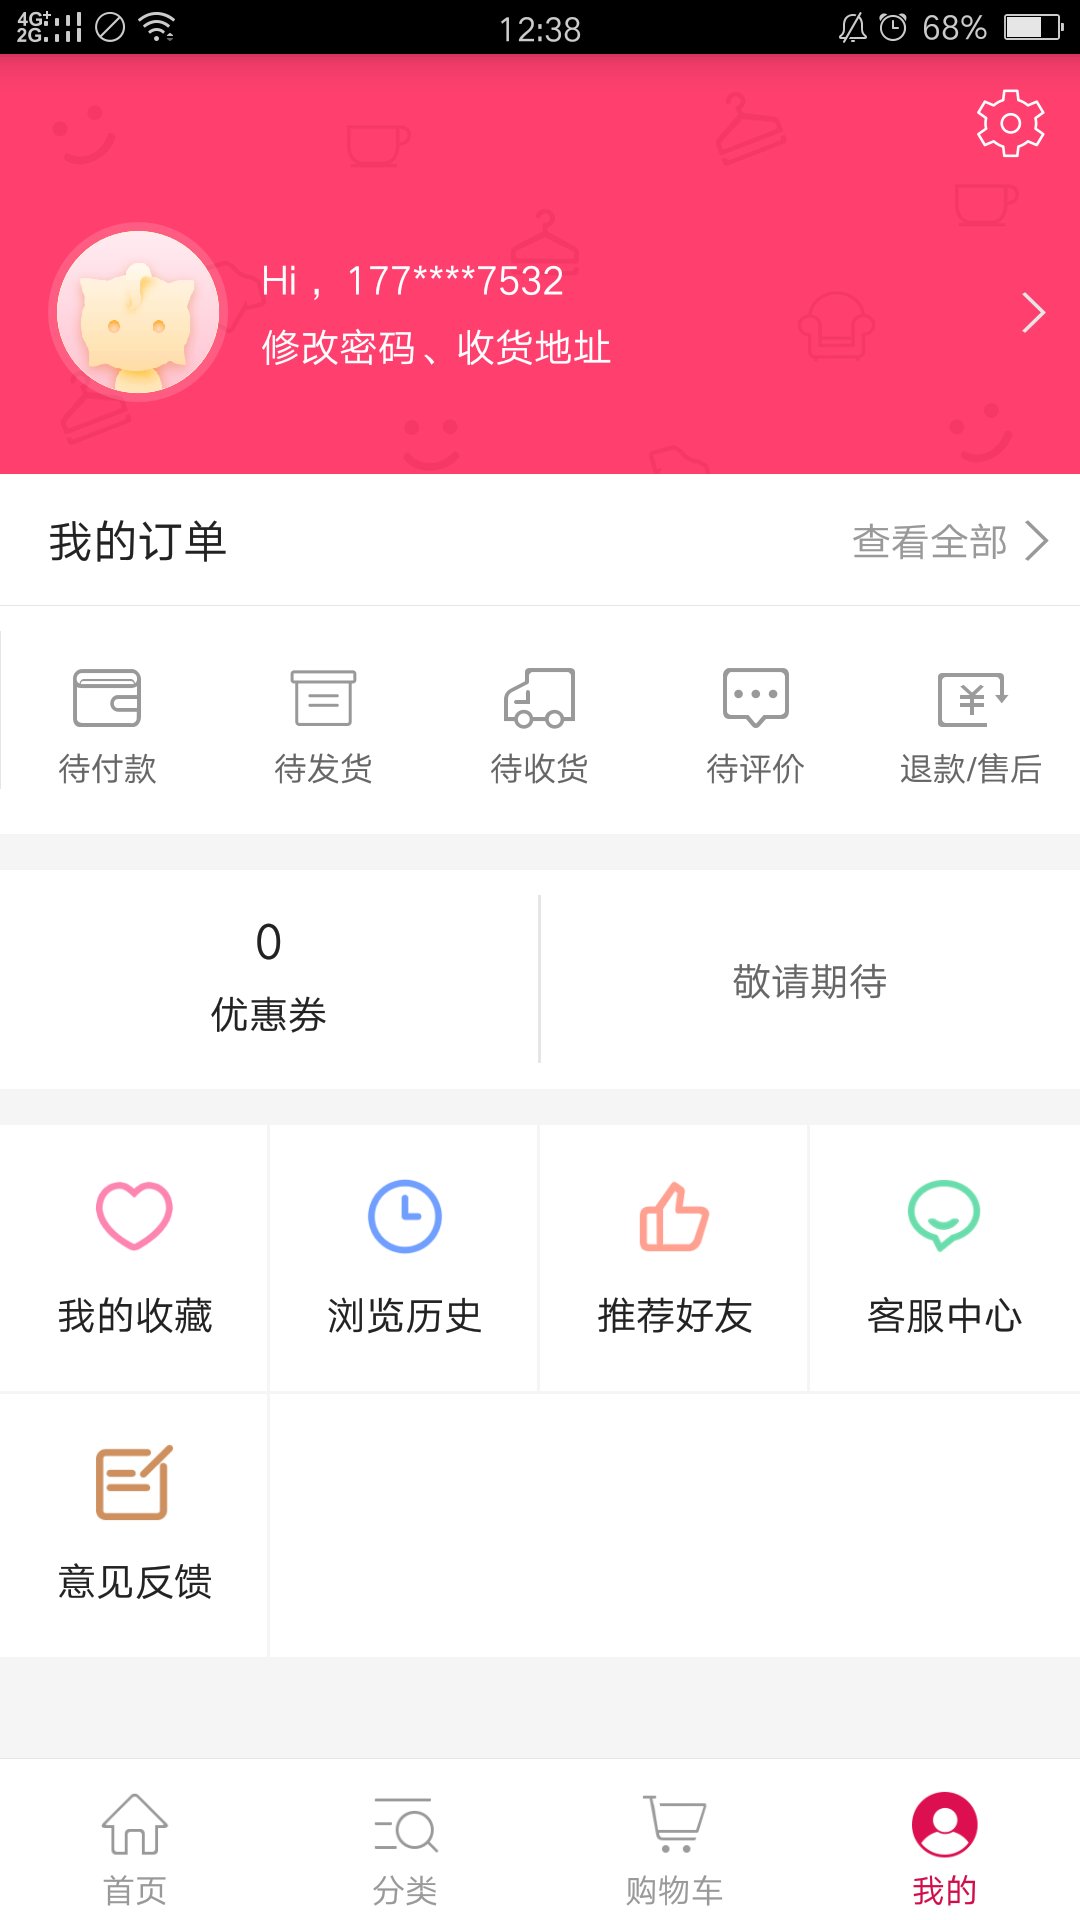 4G+
2G
12:38
68%
Hi， 177****7532
修改密码、收货地址
我的订单
查看全部
待付款
待发货
待收货
待评价
退款/售后
0
优惠券
敬请期待
我的收藏
浏览历史
推荐好友
客服中心
意见反馈
首页
分类
购物车
我的